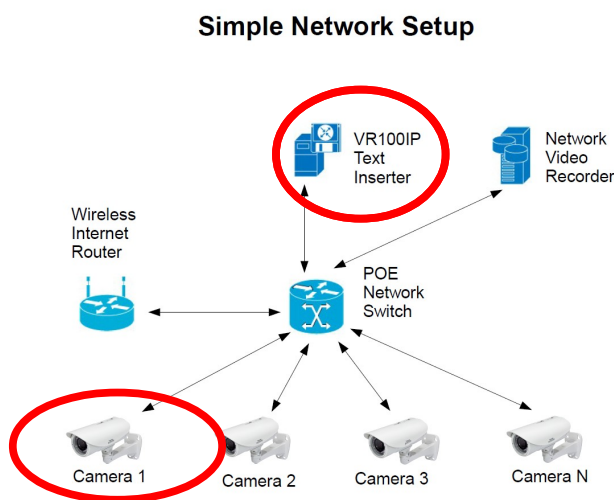 Simple Network Setup
VR100IP
Text
Inserter
Network
Video
Recorder
Wireless
Internet
Router
POE
Network
Switch
Camera 1
Camera 2
Camera 3
Camera N